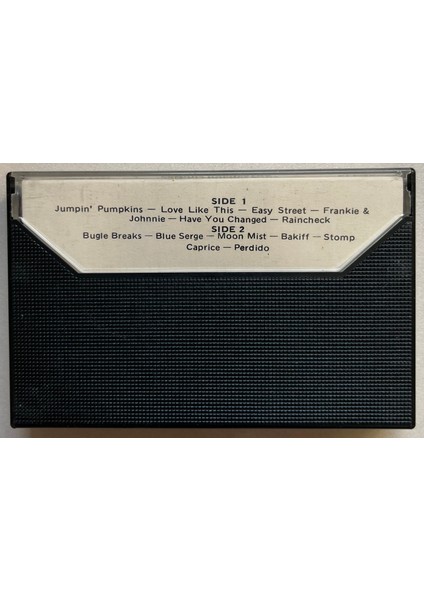 SIDE 1
Jumpin' Pumpkins — Love Like This — Easy Street — Frankie &
Johnnie — Have You Changed — Raincheck
SIDE 2
Bugle Breaks — Blue Serge — Moon Mist — Bakiff — Stomp
Caprice — Perdido